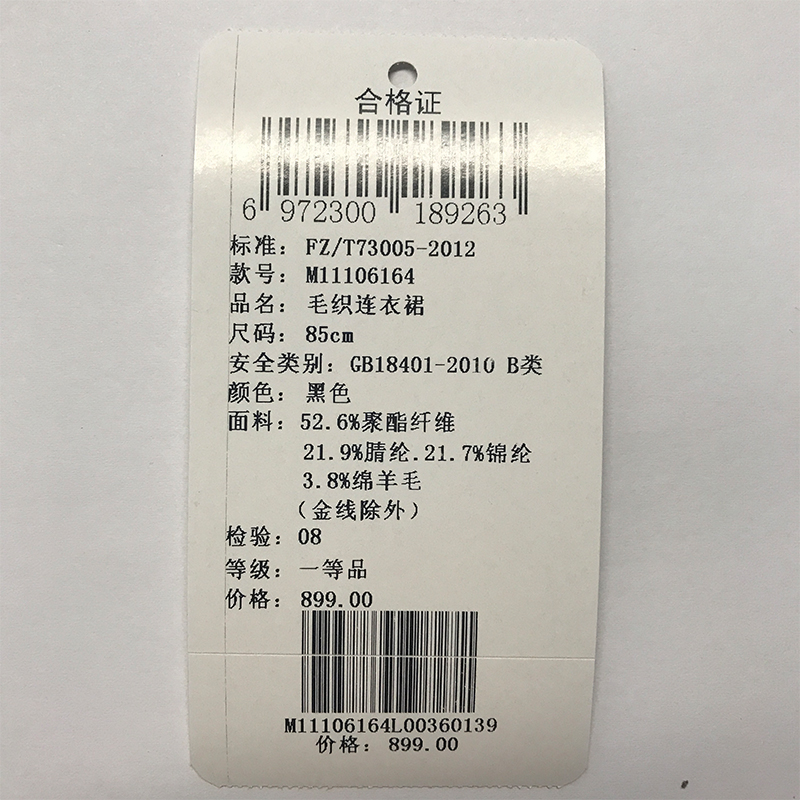 合格证
6 972300 189263
标准: FZ/T73005-2012
款号: M11106164
品名: 毛织连衣裙
尺码: 85cm
安全类别: GB18401-2010 B类
颜色: 黑色
面料: 52.6%聚酯纤维
21.9%腈纶.21.7%锦纶
3.8%绵羊毛
(金线除外)
检验: 08
等级: 一等品
价格: 899.00
M11106164L00360139
价格: 899.00